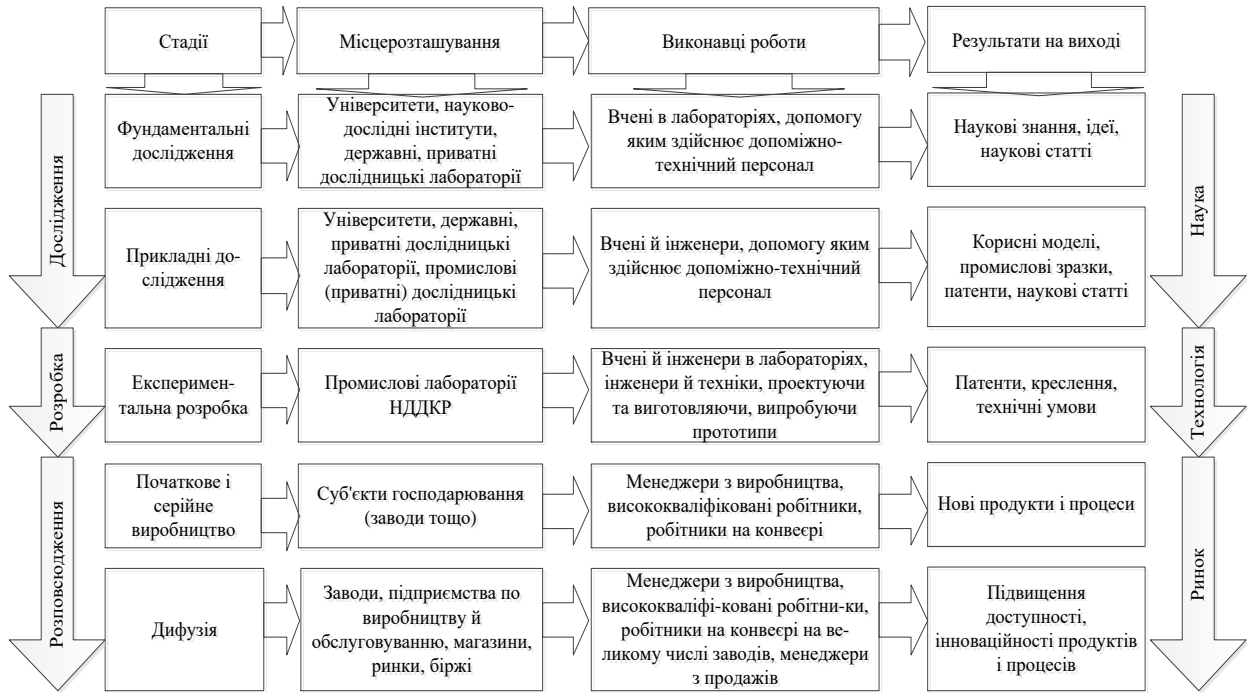 Стадії
Місцерозташування
Виконавці роботи
Результати на виході
Дослідження
Фундаментальні
дослідження
Університети, науково-
дослідні інститути,
державні, приватні
дослідницькі лабораторії
Вчені в лабораторіях, допомогу
яким здійснює допоміжно-
технічний персонал
Наукові знання, ідеї,
наукові статті
Наука
Прикладні до-
слідження
Університети, державні,
приватні дослідницькі
лабораторії, промислові
(приватні) дослідницькі
лабораторії
Вчені й інженери, допомогу яким
здійснює допоміжно-технічний
персонал
Корисні моделі,
промислові зразки,
патенти, наукові статті
Розробка
Експеримен-
тальна розробка
Промислові лабораторії
НДДКР
Вчені й інженери в лабораторіях,
інженери й техніки, проектуючи
та виготовляючи, випробуючи
прототипи
Патенти, креслення,
технічні умови
Технологія
Розповсюдження
Початкове і
серійне
виробництво
Суб'єкти господарювання
(заводи тощо)
Менеджери з виробництва,
висококваліфіковані робітники,
робітники на конвеєрі
Нові продукти і процеси
Ринок
Дифузія
Заводи, підприємства по
виробництву й
обслуговуванню, магазини,
ринки, біржі
Менеджери з виробництва,
висококваліфі-ковані робітни-ки,
робітники на конвеєрі на ве-
ликому числі заводів, менеджери
з продажів
Підвищення
доступності,
інноваційності продуктів
і процесів